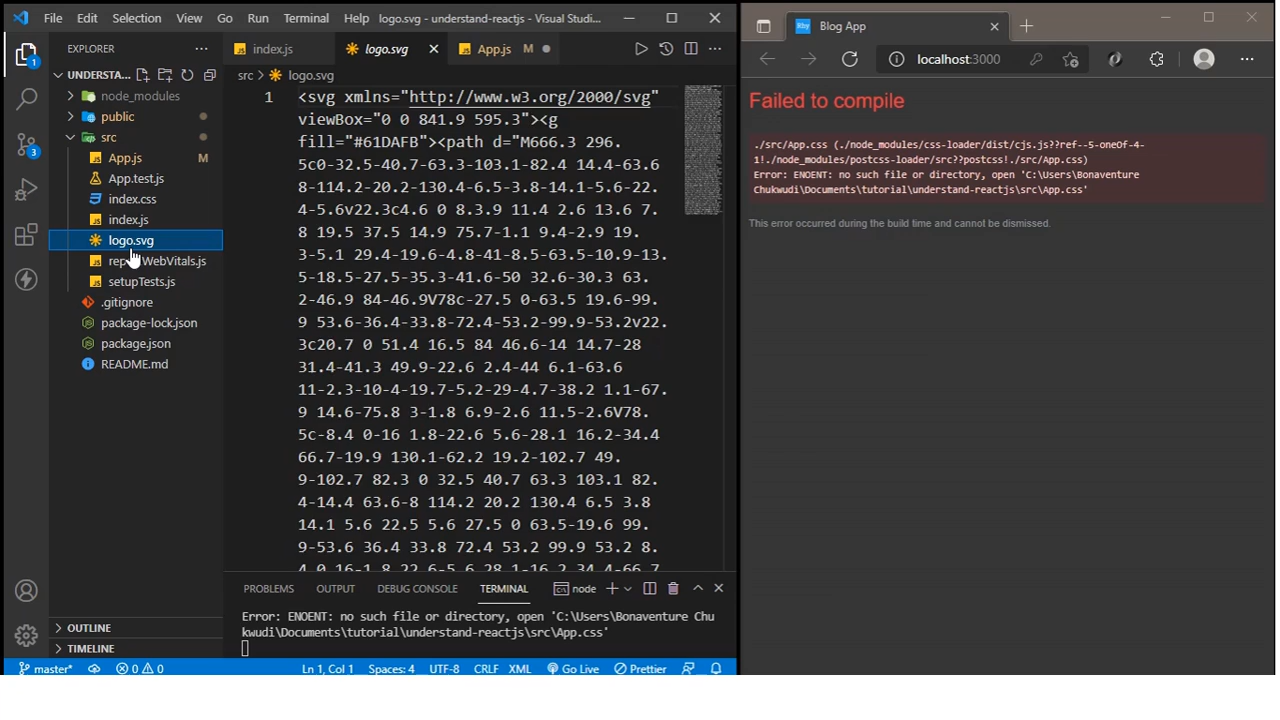 File Edit Selection View Go Run Terminal Help logo.svg - understand-reactjs - Visual Studi...
EXPLORER
UNDERSTA...
node_modules
public
src
App.js M
App.test.js
index.css
index.js
logo.svg
WebVitals.js
setupTests.js
.gitignore
package-lock.json
package.json
README.md
OUTLINE
TIMELINE
1
3
index.js logo.svg App.js M
src > logo.svg
1 <svg xmlns="http://www.w3.org/2000/svg"
viewBox="0 0 841.9 595.3"><g
fill="#61DAFB"><path d="M666.3 296.
5c0-32.5-40.7-63.3-103.1-82.4 14.4-63.6
8-114.2-20.2-130.4-6.5-3.8-14.1-5.6-22.
4-5.6v22.3c4.6 0 8.3.9 11.4 2.6 13.6 7.
8 19.5 37.5 14.9 75.7-1.1 9.4-2.9 19.
3-5.1 29.4-19.6-4.8-41-8.5-63.5-10.9-13.
5-18.5-27.5-35.3-41.6-50 32.6-30.3 63.
2-46.9 84-46.9V78c-27.5 0-63.5 19.6-99.
9 53.6-36.4-33.8-72.4-53.2-99.9-53.2v22.
3c20.7 0 51.4 16.5 84 46.6-14 14.7-28
31.4-41.3 49.9-22.6 2.4-44 6.1-63.6
11-2.3-10-4-19.7-5.2-29-4.7-38.2 1.1-67.
9 14.6-75.8 3-1.8 6.9-2.6 11.5-2.6V78.
5c-8.4 0-16 1.8-22.6 5.6-28.1 16.2-34.4
66.7-19.9 130.1-62.2 19.2-102.7 49.
9-102.7 82.3 0 32.5 40.7 63.3 103.1 82.
4-14.4 63.6-8 114.2 20.2 130.4 6.5 3.8
14.1 5.6 22.5 5.6 27.5 0 63.5-19.6 99.
9-53.6 36.4 33.8 72.4 53.2 99.9 53.2 8.
4 0 16-1.8 22.6-5.6 28.1-16.2 34.4-66.7
PROBLEMS OUTPUT DEBUG CONSOLE TERMINAL node
Error: ENOENT: no such file or directory, open 'C:\Users\Bonaventure Chu
kwudi\Documents\tutorial\understand-reactjs\src\App.css'
master* 0 0 Ln 1, Col 1 Spaces: 4 UTF-8 CRLF XML Go Live Prettier
Blog App
localhost:3000
Failed to compile
./src/App.css (./node_modules/css-loader/dist/cjs.js??ref--5-oneOf-4-
1!./node_modules/postcss-loader/src??postcss!./src/App.css)
Error: ENOENT: no such file or directory, open 'C:\Users\Bonaventure
Chukwudi\Documents\tutorial\understand-reactjs\src\App.css'
This error occurred during the build time and cannot be dismissed.